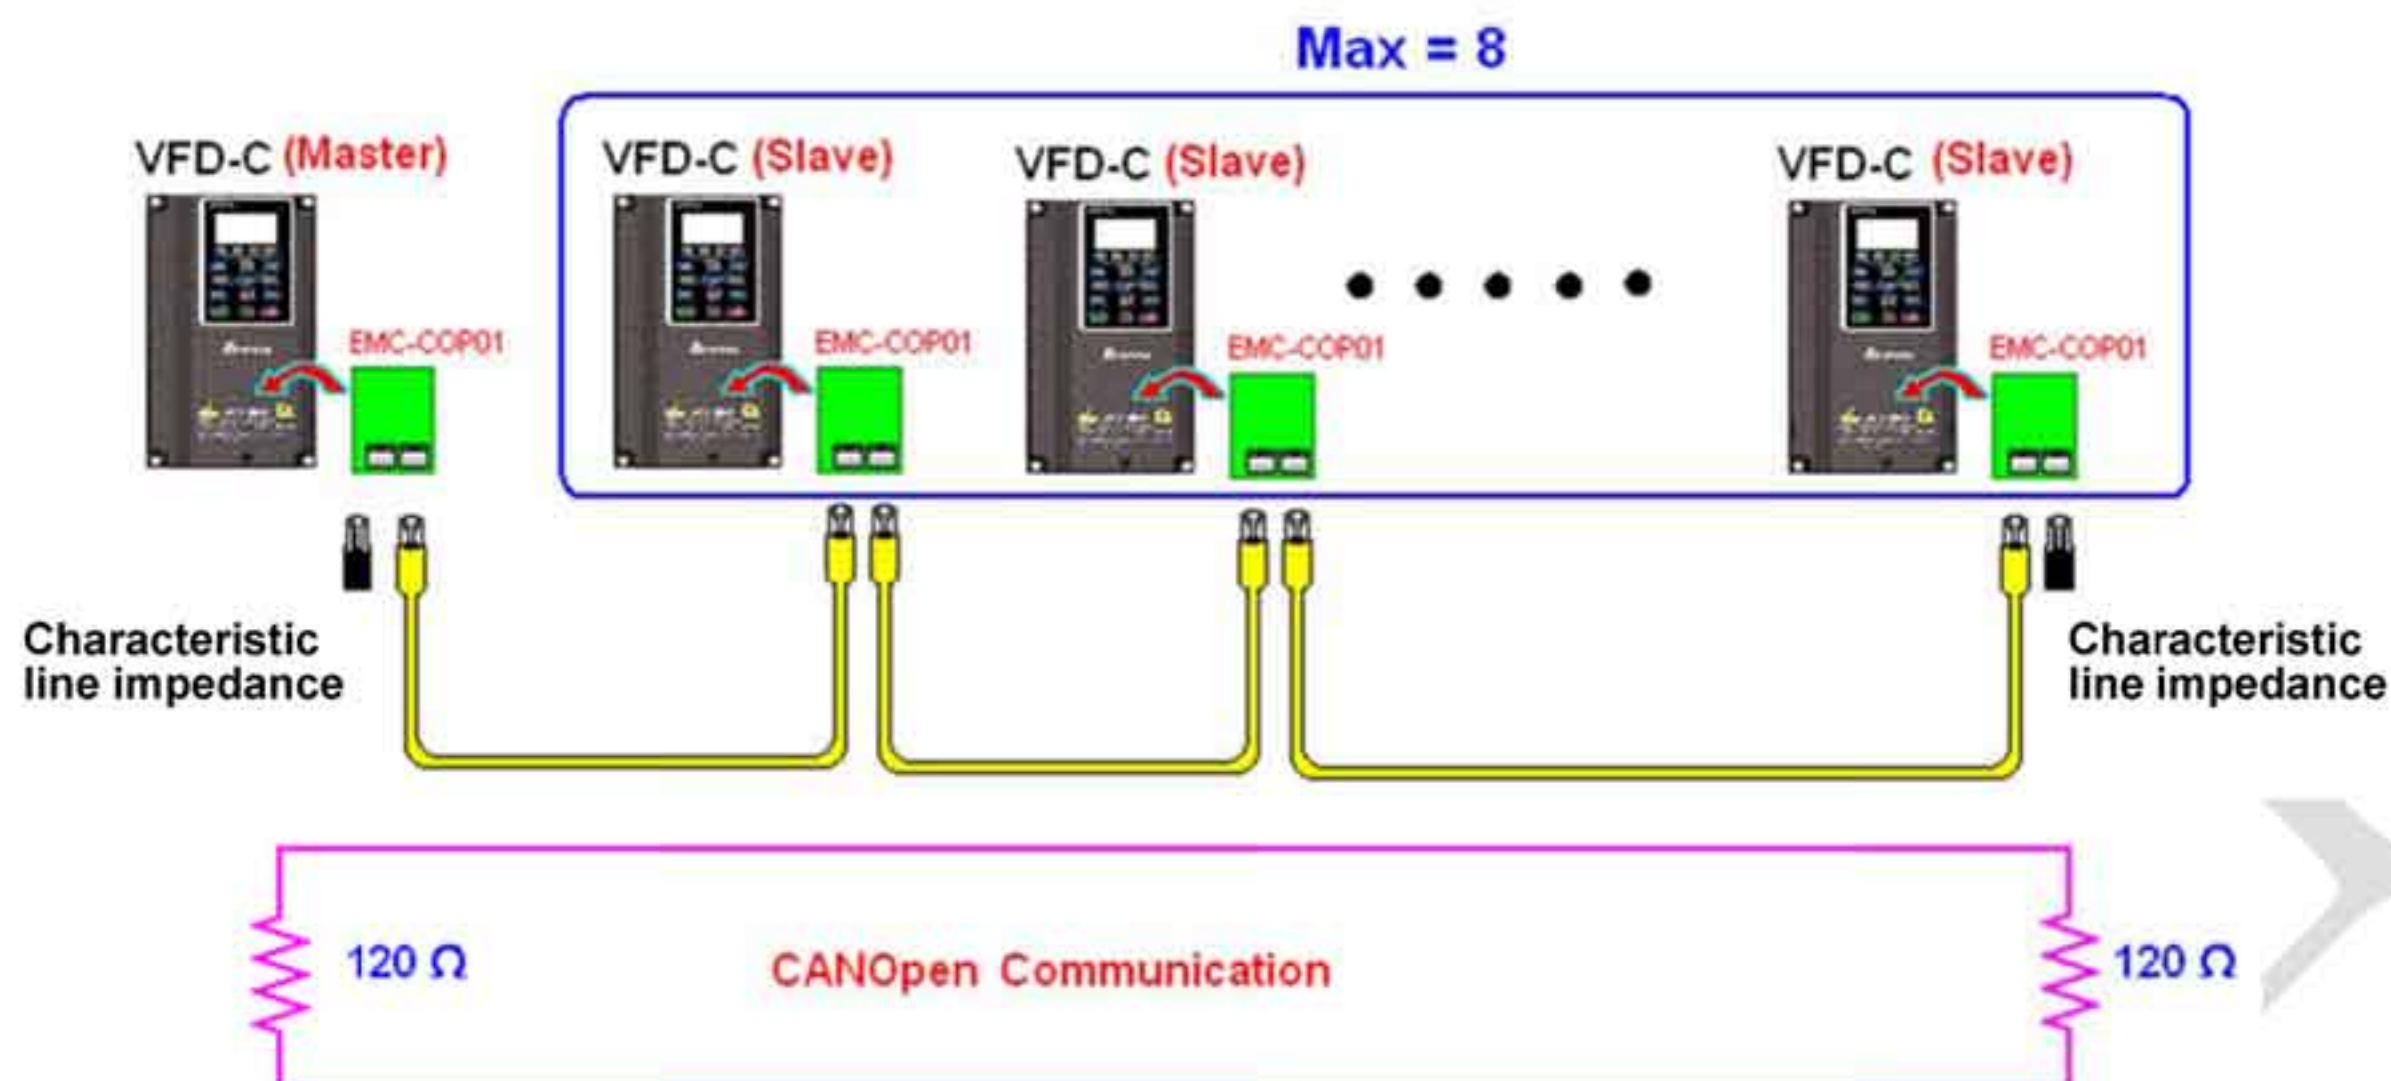 Max = 8
VFD-C (Master)
VFD-C (Slave)
VFD-C (Slave)
VFD-C (Slave)
EMC-COP01
EMC-COP01
EMC-COP01
EMC-COP01
Characteristic
line impedance
Characteristic
line impedance
120 Ω
CANOpen Communication
120 Ω